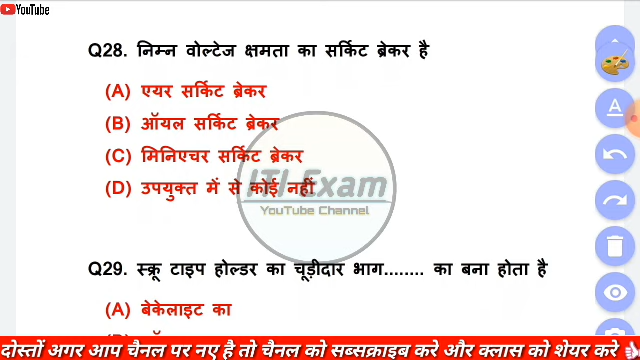 YouTube
Q28. निम्न वोल्टेज क्षमता का सर्किट ब्रेकर है
(A) एयर सर्किट ब्रेकर
(B) ऑयल सर्किट ब्रेकर
(C) मिनिएचर सर्किट ब्रेकर
(D) उपयुक्त में से कोई नहीं
ITI Exam
YouTube Channel
Q29. स्क्रू टाइप होल्डर का चूड़ीदार भाग........ का बना होता है
(A) बेकेलाइट का
दोस्तों अगर आप चैनल पर नए है तो चैनल को सब्सक्राइब करे और क्लास को शेयर करे